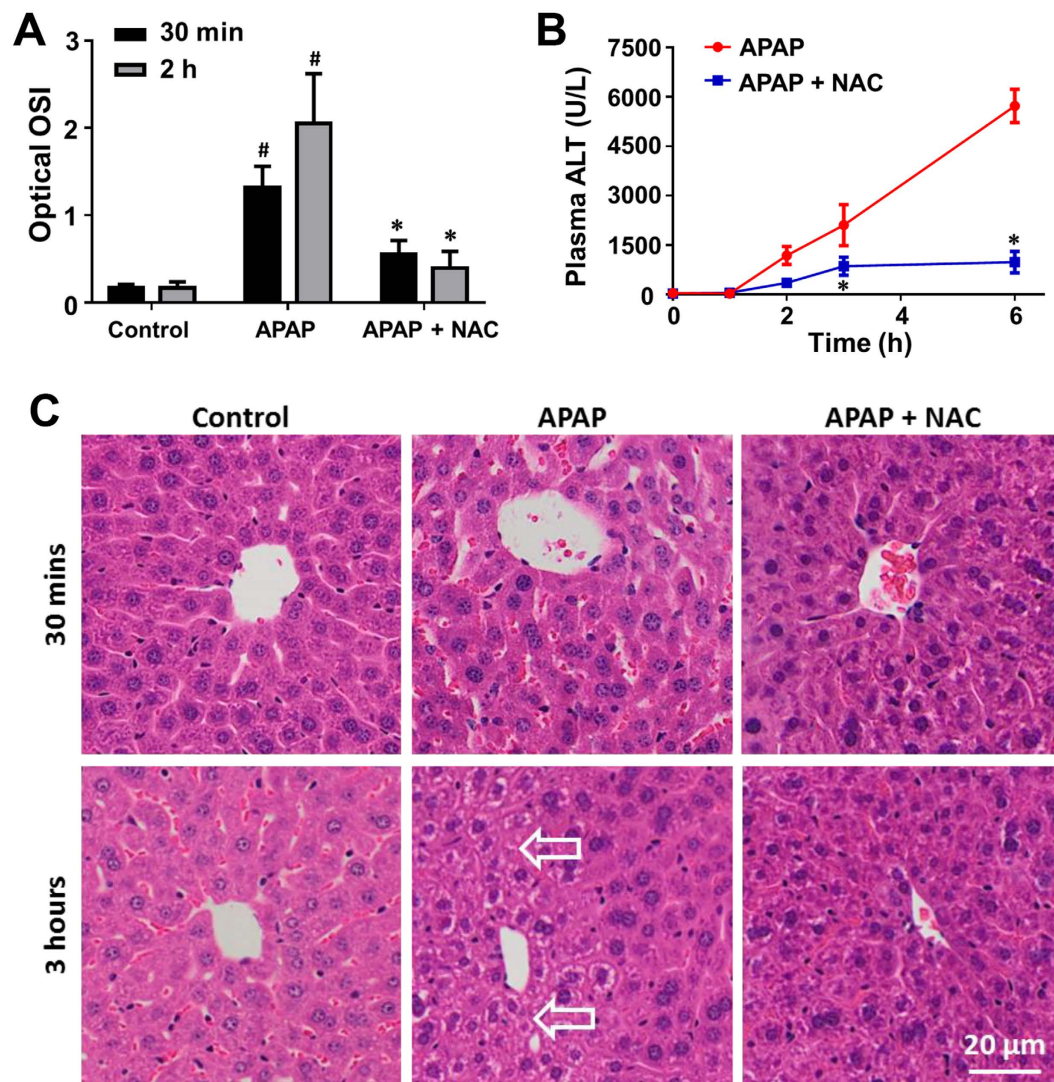 A
Optical OSI
3
2
1
0
30 min
2 h
#
#
*
*
Control
APAP
APAP + NAC
B
Plasma ALT (U/L)
7500
6000
4500
3000
1500
0
APAP
APAP + NAC
*
*
0
2
4
6
Time (h)
C
Control
APAP
APAP + NAC
30 mins
3 hours
20 µm